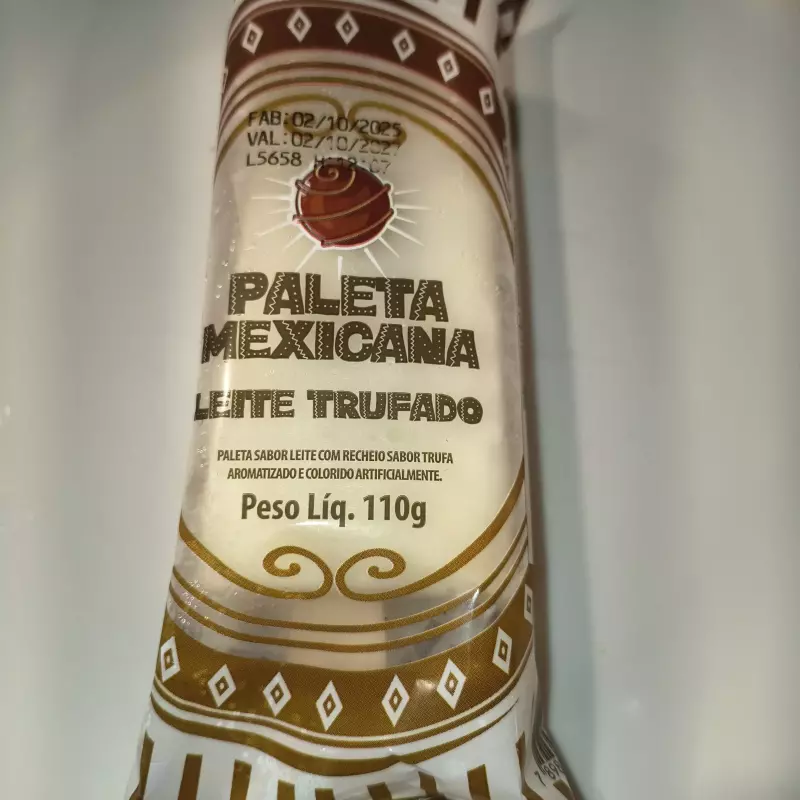 FAB:02/10/2025
VAL:02/10/2027
L5658
PALETA
MEXICANA
LEITE TRUFADO
PALETA SABOR LEITE COM RECHEIO SABOR TRUFA
AROMATIZADO E COLORIDO ARTIFICIALMENTE.
Peso Líq. 110g